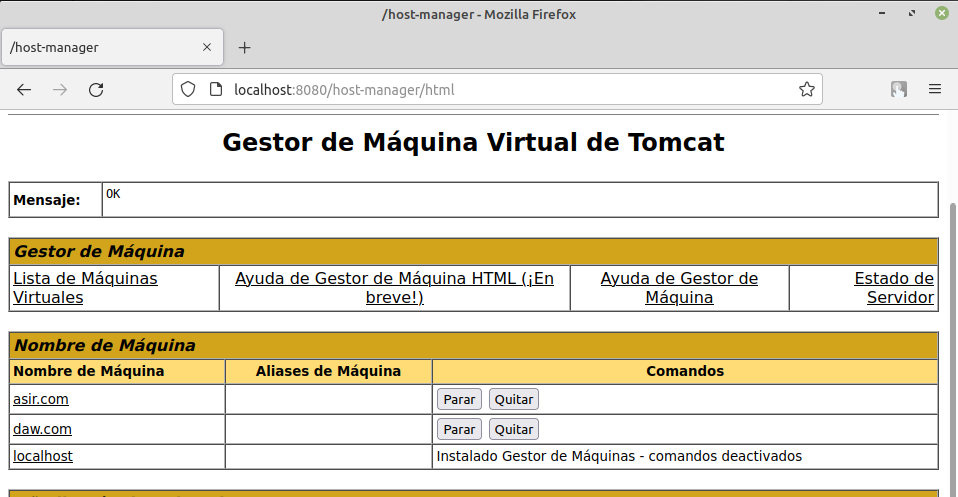 /host-manager - Mozilla Firefox
/host-manager
localhost:8080/host-manager/html
Gestor de Máquina Virtual de Tomcat
Mensaje: OK
Gestor de Máquina
Lista de Máquinas Virtuales
Ayuda de Gestor de Máquina HTML (¡En breve!)
Ayuda de Gestor de Máquina
Estado de Servidor
Nombre de Máquina
Nombre de Máquina Aliases de Máquina Comandos
asir.com Parar Quitar
daw.com Parar Quitar
localhost Instalado Gestor de Máquinas - comandos deactivados